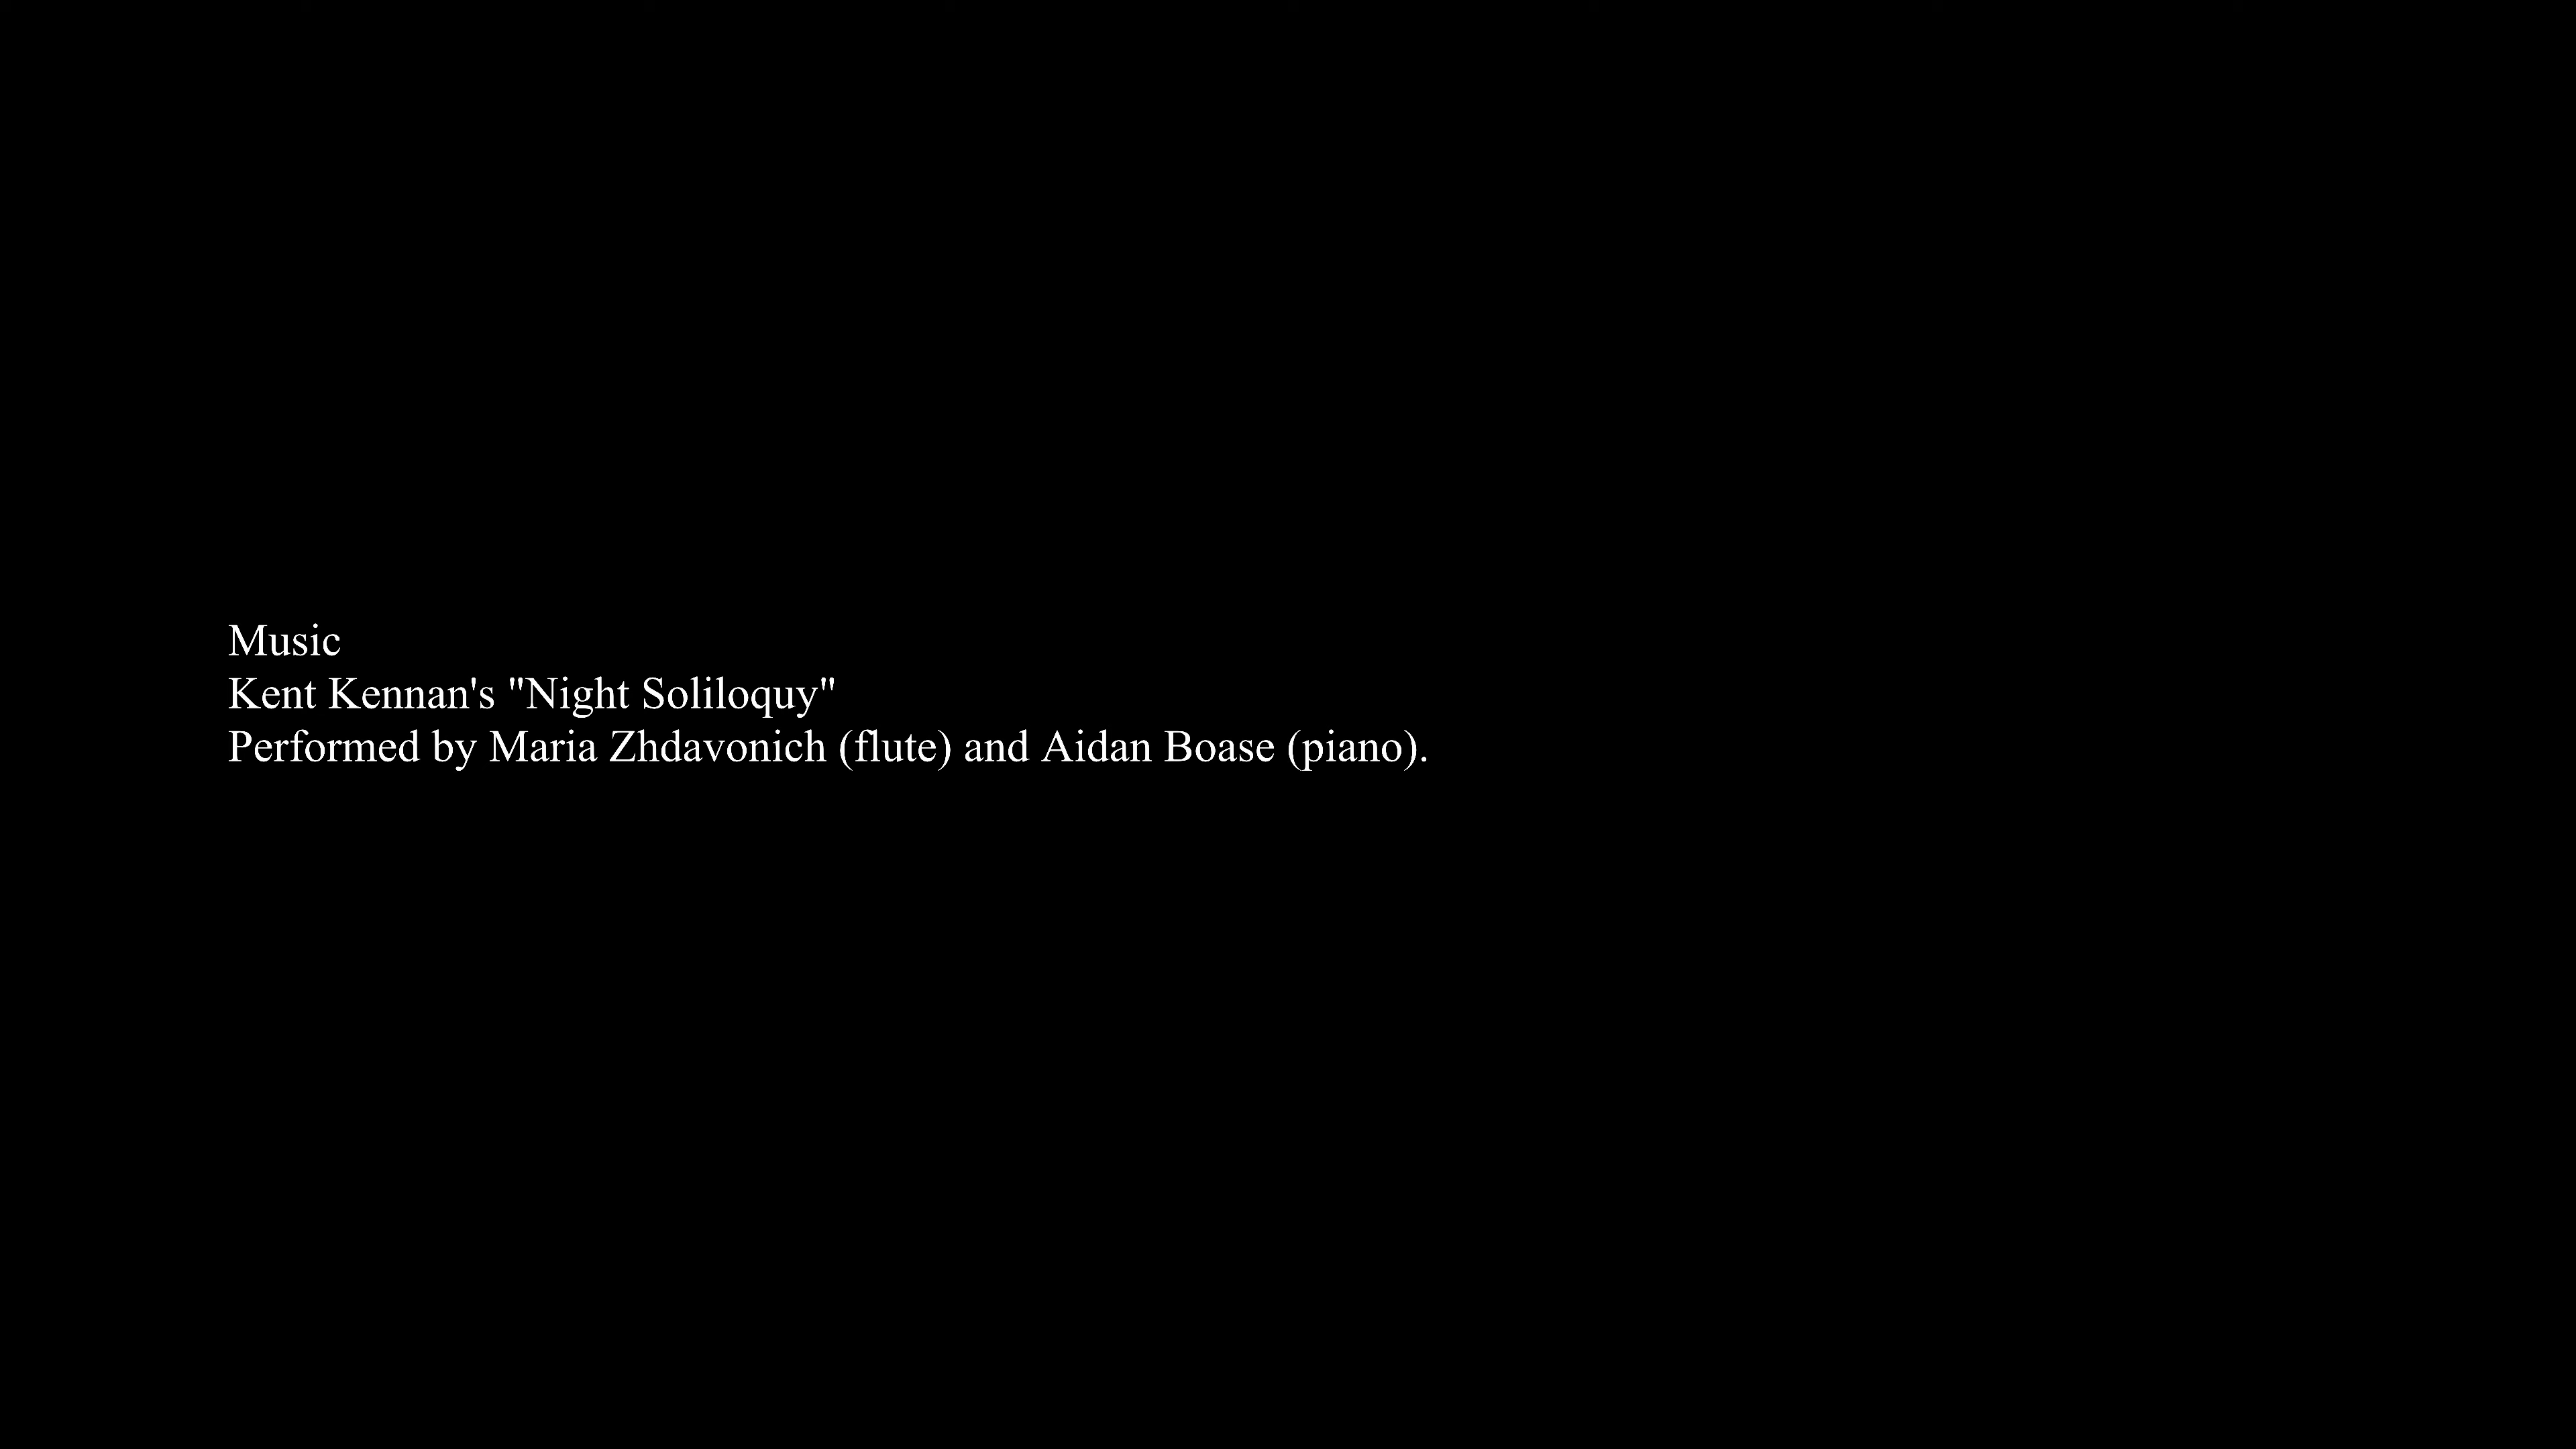 Music
Kent Kennan's "Night Soliloquy"
Performed by Maria Zhdavonich (flute) and Aidan Boase (piano).